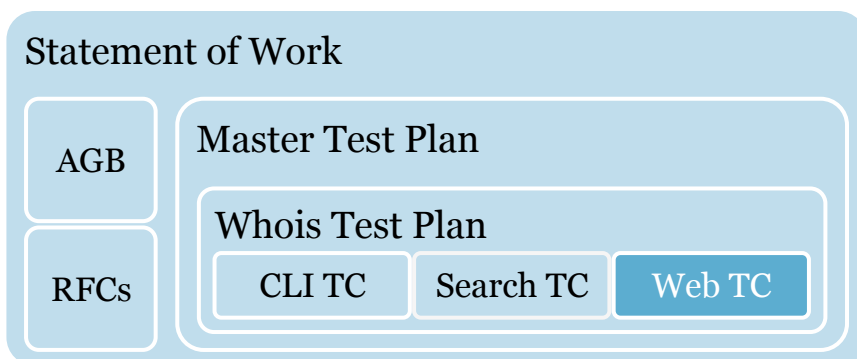 Statement of Work
AGB
Master Test Plan
Whois Test Plan
RFCs
CLI TC
Search TC
Web TC